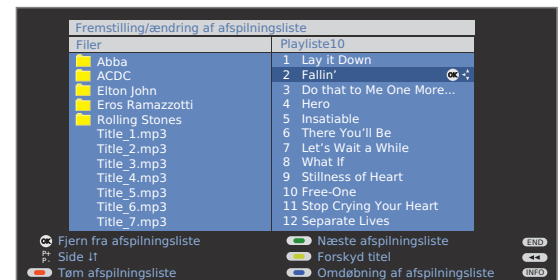 Fremstilling/ændring af afspilningsliste
Filer
Playliste10
Abba
ACDC
Elton John
Eros Ramazzotti
Rolling Stones
Title_1.mp3
Title_2.mp3
Title_3.mp3
Title_4.mp3
Title_5.mp3
Title_6.mp3
Title_7.mp3
1 Lay it Down
2 Fallin’ OK
3 Do that to Me One More...
4 Hero
5 Insatiable
6 There You’ll Be
7 Let’s Wait a While
8 What If
9 Stillness of Heart
10 Free-One
11 Stop Crying Your Heart
12 Separate Lives
OK Fjern fra afspilningsliste
P+ P- Side ↓↑
Tøm afspilningsliste
Næste afspilningsliste
Forskyd titel
Omdøbning af afspilningsliste
END
INFO